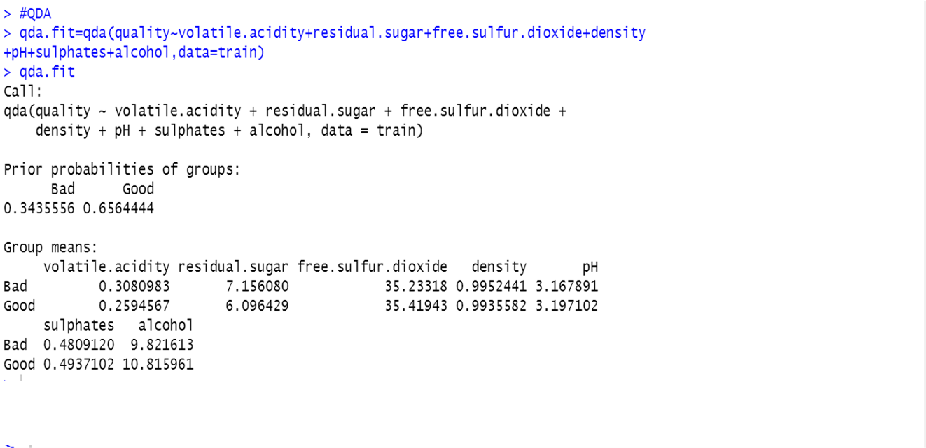 > #QDA
> qda.fit=qda(quality~volatile.acidity+residual.sugar+free.sulfur.dioxide+density
+pH+sulphates+alcohol,data=train)
> qda.fit
Call:
qda(quality ~ volatile.acidity + residual.sugar + free.sulfur.dioxide +
    density + pH + sulphates + alcohol, data = train)
Prior probabilities of groups:
      Bad      Good
0.3435556 0.6564444
Group means:
     volatile.acidity residual.sugar free.sulfur.dioxide   density       pH
Bad         0.3080983       7.156080            35.23318 0.9952441 3.167891
Good        0.2594567       6.096429            35.41943 0.9935582 3.197102
     sulphates   alcohol
Bad  0.4809120  9.821613
Good 0.4937102 10.815961
>